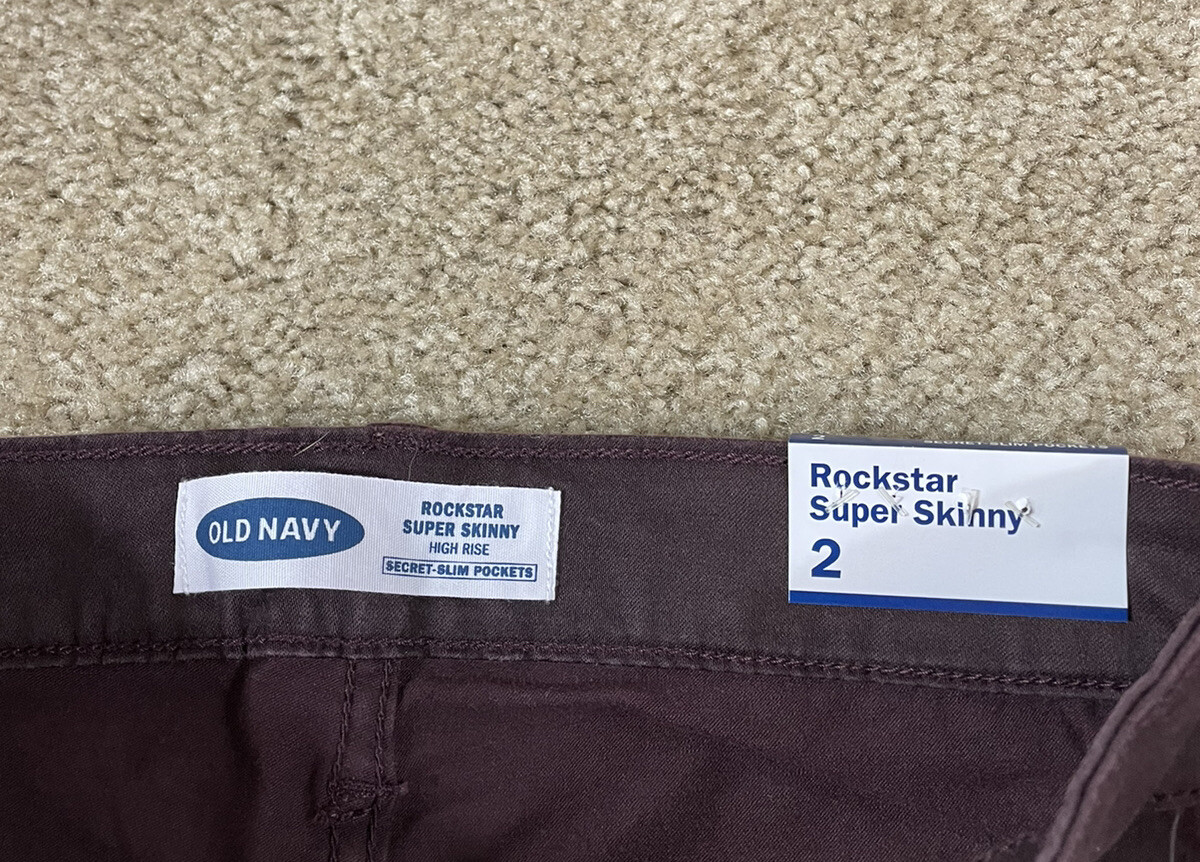 OLD NAVY
ROCKSTAR
SUPER SKINNY
HIGH RISE
SECRET-SLIM POCKETS
Rockstar
Super Skinny
2